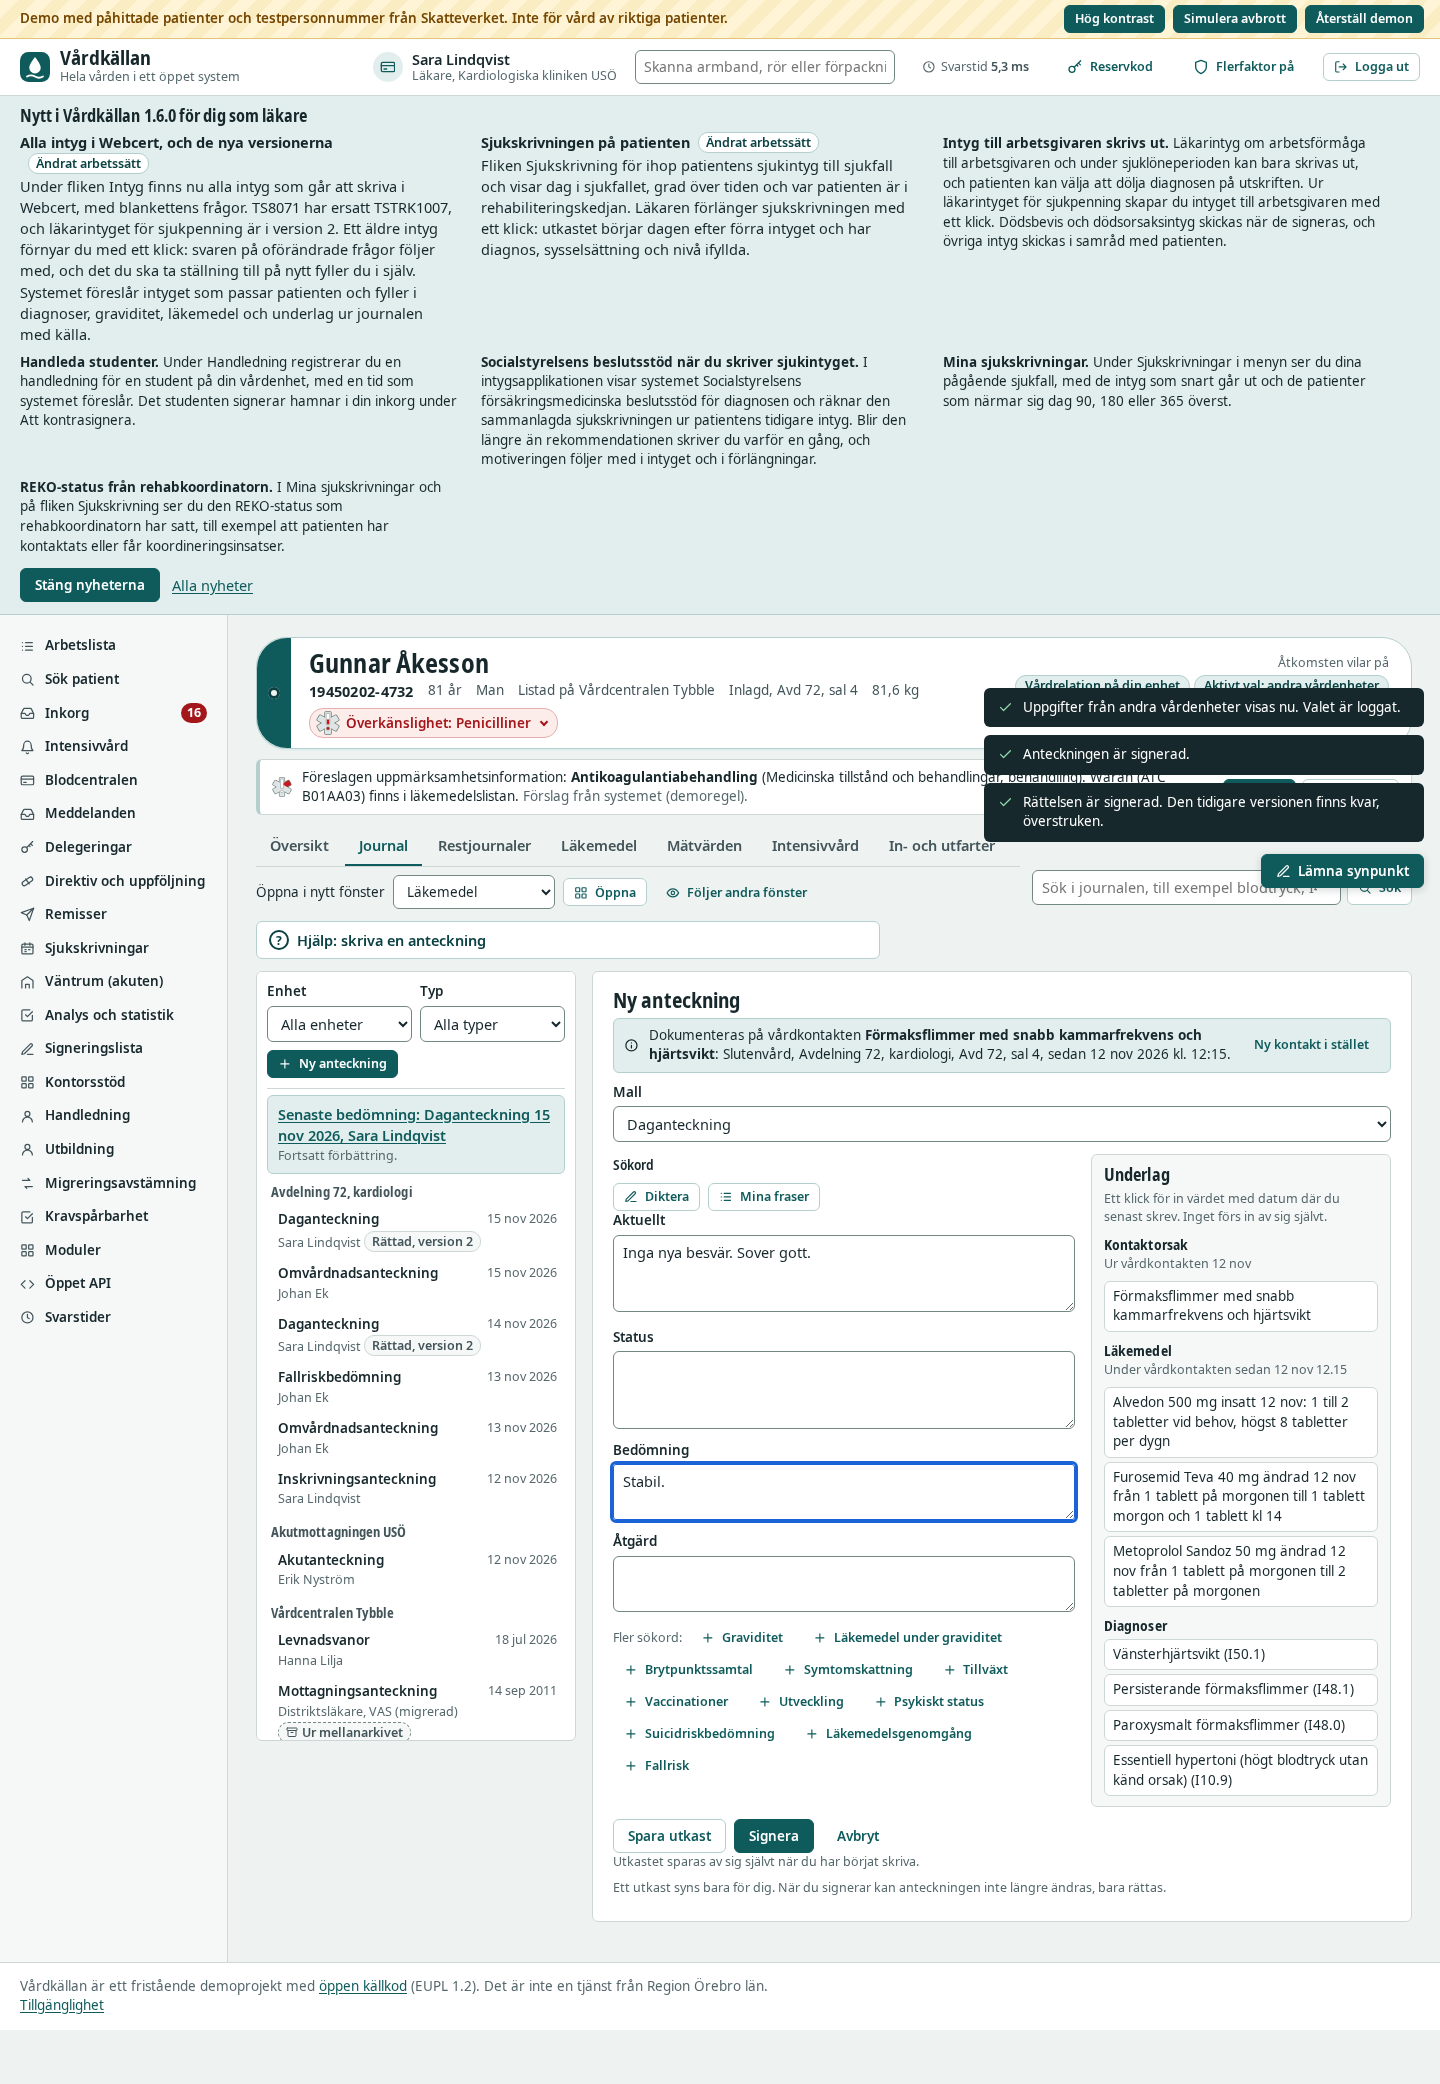 Demo med påhittade patienter och testpersonnummer från Skatteverket. Inte för vård av riktiga patienter.
Hög kontrast
Simulera avbrott
Återställ demon
Vårdkällan
Hela vården i ett öppet system
Sara Lindqvist
Läkare, Kardiologiska kliniken USÖ
Skanna armband, rör eller förpackni
Svarstid 5,3 ms
Reservkod
Flerfaktor på
Logga ut
Nytt i Vårdkällan 1.6.0 för dig som läkare
Alla intyg i Webcert, och de nya versionerna
Ändrat arbetssätt
Under fliken Intyg finns nu alla intyg som går att skriva i
Webcert, med blankettens frågor. TS8071 har ersatt TSTRK1007,
och läkarintyget för sjukpenning är i version 2. Ett äldre intyg
förnyar du med ett klick: svaren på oförändrade frågor följer
med, och det du ska ta ställning till på nytt fyller du i själv.
Systemet föreslår intyget som passar patienten och fyller i
diagnoser, graviditet, läkemedel och underlag ur journalen
med källa.
Sjukskrivningen på patienten
Ändrat arbetssätt
Fliken Sjukskrivning får ihop patientens sjukintyg till sjukfall
och visar dag i sjukfallet, grad över tiden och var patienten är i
rehabiliteringskedjan. Läkaren förlänger sjukskrivningen med
ett klick: utkastet börjar dagen efter förra intyget och har
diagnos, sysselsättning och nivå ifyllda.
Intyg till arbetsgivaren skrivs ut. Läkarintyg om arbetsförmåga
till arbetsgivaren och under sjuklöneperioden kan bara skrivas ut,
och patienten kan välja att dölja diagnosen på utskriften. Ur
läkarintyget för sjukpenning skapar du intyget till arbetsgivaren med
ett klick. Dödsbevis och dödsorsaksintyg skickas när de signeras, och
övriga intyg skickas i samråd med patienten.
Handleda studenter. Under Handledning registrerar du en
handledning för en student på din vårdenhet, med en tid som
systemet föreslår. Det studenten signerar hamnar i din inkorg under
Att kontrasignera.
Socialstyrelsens beslutsstöd när du skriver sjukintyget. I
intygsapplikationen visar systemet Socialstyrelsens
försäkringsmedicinska beslutsstöd för diagnosen och räknar den
sammanlagda sjukskrivningen ur patientens tidigare intyg. Blir den
längre än rekommendationen skriver du varför en gång, och
motiveringen följer med i intyget och i förlängningar.
Mina sjukskrivningar. Under Sjukskrivningar i menyn ser du dina
pågående sjukfall, med de intyg som snart går ut och de patienter
som närmar sig dag 90, 180 eller 365 överst.
REKO-status från rehabkoordinatorn. I Mina sjukskrivningar och
på fliken Sjukskrivning ser du den REKO-status som
rehabkoordinatorn har satt, till exempel att patienten har
kontaktats eller får koordineringsinsatser.
Stäng nyheterna
Alla nyheter
Arbetslista
Sök patient
Inkorg
16
Intensivvård
Blodcentralen
Meddelanden
Delegeringar
Direktiv och uppföljning
Remisser
Sjukskrivningar
Väntrum (akuten)
Analys och statistik
Signeringslista
Kontorsstöd
Handledning
Utbildning
Migreringsavstämning
Kravspårbarhet
Moduler
Öppet API
Svarstider
Gunnar Åkesson
19450202-4732 81 år Man Listad på Vårdcentralen Tybble Inlagd, Avd 72, sal 4 81,6 kg
Överkänslighet: Penicilliner
Åtkomsten vilar på
Vårdrelation på din enhet
Aktivt val: andra vårdenheter
Uppgifter från andra vårdenheter visas nu. Valet är loggat.
Anteckningen är signerad.
Rättelsen är signerad. Den tidigare versionen finns kvar,
överstruken.
Föreslagen uppmärksamhetsinformation: Antikoagulantiabehandling (Medicinska tillstånd och behandlingar, behandling). Waran (ATC
B01AA03) finns i läkemedelslistan. Förslag från systemet (demoregel).
Översikt
Journal
Restjournaler
Läkemedel
Mätvärden
Intensivvård
In- och utfarter
Lämna synpunkt
Öppna i nytt fönster
Läkemedel
Öppna
Följer andra fönster
Sök i journalen, till exempel blodtryck,
Sök
? Hjälp: skriva en anteckning
Enhet
Typ
Alla enheter
Alla typer
Ny anteckning
Senaste bedömning: Daganteckning 15
nov 2026, Sara Lindqvist
Fortsatt förbättring.
Avdelning 72, kardiologi
Daganteckning 15 nov 2026
Sara Lindqvist Rättad, version 2
Omvårdnadsanteckning 15 nov 2026
Johan Ek
Daganteckning 14 nov 2026
Sara Lindqvist Rättad, version 2
Fallriskbedömning 13 nov 2026
Johan Ek
Omvårdnadsanteckning 13 nov 2026
Johan Ek
Inskrivningsanteckning 12 nov 2026
Sara Lindqvist
Akutmottagningen USÖ
Akutanteckning 12 nov 2026
Erik Nyström
Vårdcentralen Tybble
Levnadsvanor 18 jul 2026
Hanna Lilja
Mottagningsanteckning 14 sep 2011
Distriktsläkare, VAS (migrerad)
Ur mellanarkivet
Ny anteckning
Dokumenteras på vårdkontakten Förmaksflimmer med snabb kammarfrekvens och
hjärtsvikt: Slutenvård, Avdelning 72, kardiologi, Avd 72, sal 4, sedan 12 nov 2026 kl. 12:15.
Ny kontakt i stället
Mall
Daganteckning
Sökord
Diktera
Mina fraser
Aktuellt
Inga nya besvär. Sover gott.
Status
Bedömning
Stabil.
Åtgärd
Fler sökord:
Graviditet
Läkemedel under graviditet
Brytpunktssamtal
Symtomskattning
Tillväxt
Vaccinationer
Utveckling
Psykiskt status
Suicidriskbedömning
Läkemedelsgenomgång
Fallrisk
Underlag
Ett klick för in värdet med datum där du
senast skrev. Inget förs in av sig självt.
Kontaktorsak
Ur vårdkontakten 12 nov
Förmaksflimmer med snabb
kammarfrekvens och hjärtsvikt
Läkemedel
Under vårdkontakten sedan 12 nov 12.15
Alvedon 500 mg insatt 12 nov: 1 till 2
tabletter vid behov, högst 8 tabletter
per dygn
Furosemid Teva 40 mg ändrad 12 nov
från 1 tablett på morgonen till 1 tablett
morgon och 1 tablett kl 14
Metoprolol Sandoz 50 mg ändrad 12
nov från 1 tablett på morgonen till 2
tabletter på morgonen
Diagnoser
Vänsterhjärtsvikt (I50.1)
Persisterande förmaksflimmer (I48.1)
Paroxysmalt förmaksflimmer (I48.0)
Essentiell hypertoni (högt blodtryck utan
känd orsak) (I10.9)
Spara utkast
Signera
Avbryt
Utkastet sparas av sig självt när du har börjat skriva.
Ett utkast syns bara för dig. När du signerar kan anteckningen inte längre ändras, bara rättas.
Vårdkällan är ett fristående demoprojekt med öppen källkod (EUPL 1.2). Det är inte en tjänst från Region Örebro län.
Tillgänglighet